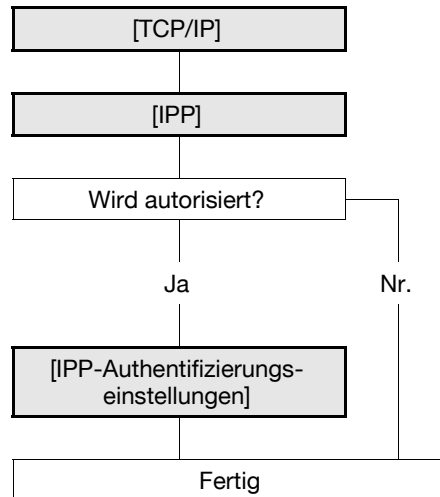 [TCP/IP]
[IPP]
Wird autorisiert?
Ja
Nr.
[IPP-Authentifizierungs-
einstellungen]
Fertig